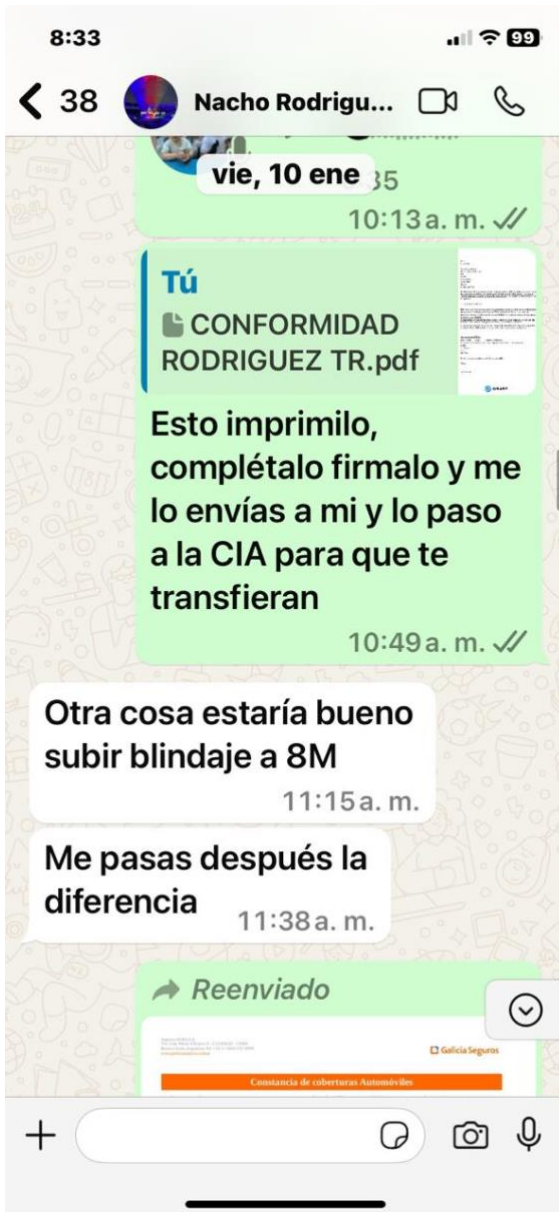 8:33
99
38
Nacho Rodrigu...
vie, 10 ene
35
10:13 a. m.
Tú
CONFORMIDAD
RODRIGUEZ TR.pdf
Esto imprimilo,
complétalo firmalo y me
lo envías a mi y lo paso
a la CIA para que te
transfieran
10:49 a. m.
Otra cosa estaría bueno
subir blindaje a 8M
11:15 a. m.
Me pasas después la
diferencia
11:38 a. m.
Reenviado
Galicia Seguros
Constancia de coberturas Automóviles